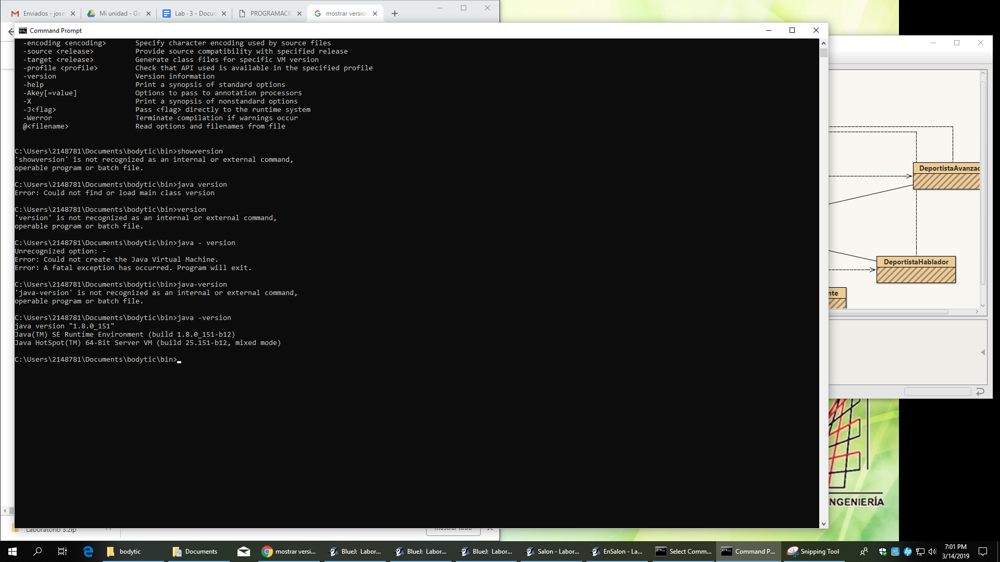 Enviados - jose
Mi unidad - Go
Lab · 3 - Docum
PROGRAMACIÓ
mostrar version
Command Prompt
-encoding <encoding> Specify character encoding used by source files
-source <release> Provide source compatibility with specified release
-target <release> Generate class files for specific VM version
-profile <profile> Check that API used is available in the specified profile
-version Version information
-help Print a synopsis of standard options
-Akey[=value] Options to pass to annotation processors
-X Print a synopsis of nonstandard options
-J<flag> Pass <flag> directly to the runtime system
-Werror Terminate compilation if warnings occur
@<filename> Read options and filenames from file
C:\Users\2148781\Documents\bodytic\bin>showversion
'showversion' is not recognized as an internal or external command,
operable program or batch file.
C:\Users\2148781\Documents\bodytic\bin>java version
Error: Could not find or load main class version
C:\Users\2148781\Documents\bodytic\bin>version
'version' is not recognized as an internal or external command,
operable program or batch file.
C:\Users\2148781\Documents\bodytic\bin>java - version
Unrecognized option: -
Error: Could not create the Java Virtual Machine.
Error: A fatal exception has occurred. Program will exit.
C:\Users\2148781\Documents\bodytic\bin>java-version
'java-version' is not recognized as an internal or external command,
operable program or batch file.
C:\Users\2148781\Documents\bodytic\bin>java -version
java version "1.8.0_151"
Java(TM) SE Runtime Environment (build 1.8.0_151-b12)
Java HotSpot(TM) 64-Bit Server VM (build 25.151-b12, mixed mode)
C:\Users\2148781\Documents\bodytic\bin>
DeportistaAvanzad
DeportistaHablador
nte
NGENIERÍA
Laboratorio 3.zip
Mostrar todo
bodytic
Documents
mostrar versi...
BlueJ: Labor...
BlueJ: Labor...
BlueJ: Labor...
Salon - Labor...
EnSalon - La...
Select Comm...
Command P...
Snipping Tool
7:01 PM
3/14/2019